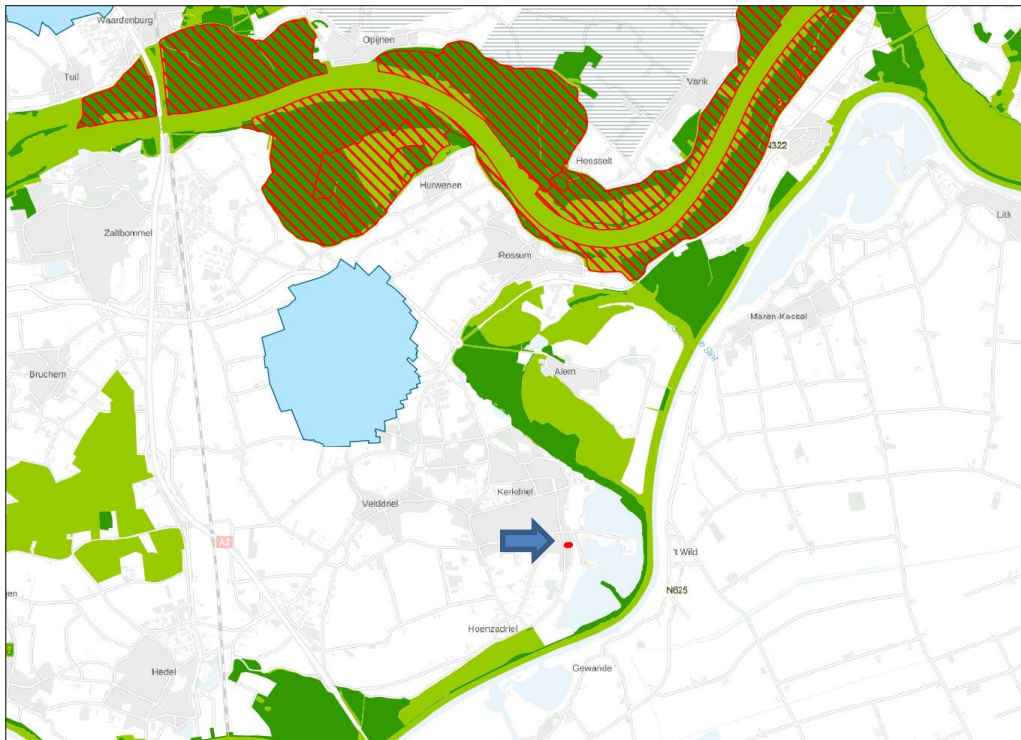 Waardenburg
Opijnen
Tuil
Varik
N322
Heesselt
Hurwenen
Lith
Zaltbommel
Rossum
Maren-Kessel
Bruchem
Alem
Kerkdriel
Velddriel
A2
't Wild
N625
Hoenzadriel
Gewande
Hedel